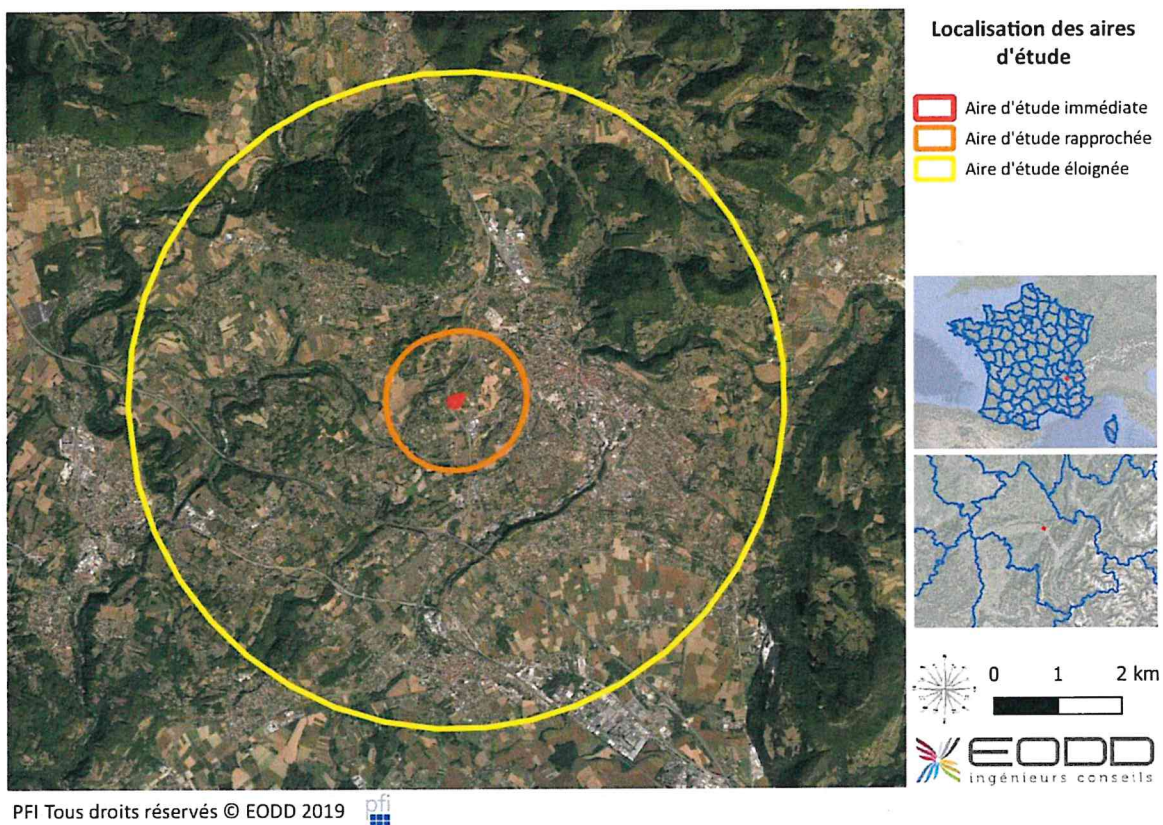 Localisation des aires
d'étude
Aire d'étude immédiate
Aire d'étude rapprochée
Aire d'étude éloignée
0 1 2 km
EODD
ingénieurs conseils
PFI Tous droits réservés © EODD 2019
pfi